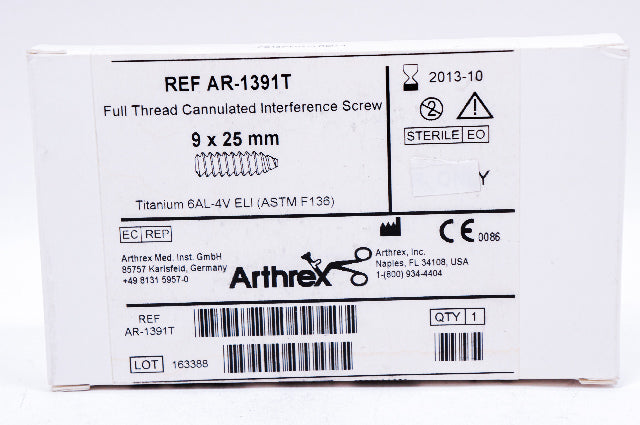 REF AR-1391T
Full Thread Cannulated Interference Screw
9 x 25 mm
Titanium 6AL-4V ELI (ASTM F136)
2013-10
2
STERILE EO
Y
EC REP
Arthrex Med. Inst. GmbH
85757 Karlsfeld, Germany
+49 8131 5957-0
Arthrex
CE 0086
Arthrex, Inc.
Naples, FL 34108, USA
1-(800) 934-4404
REF
AR-1391T
QTY 1
LOT 163388